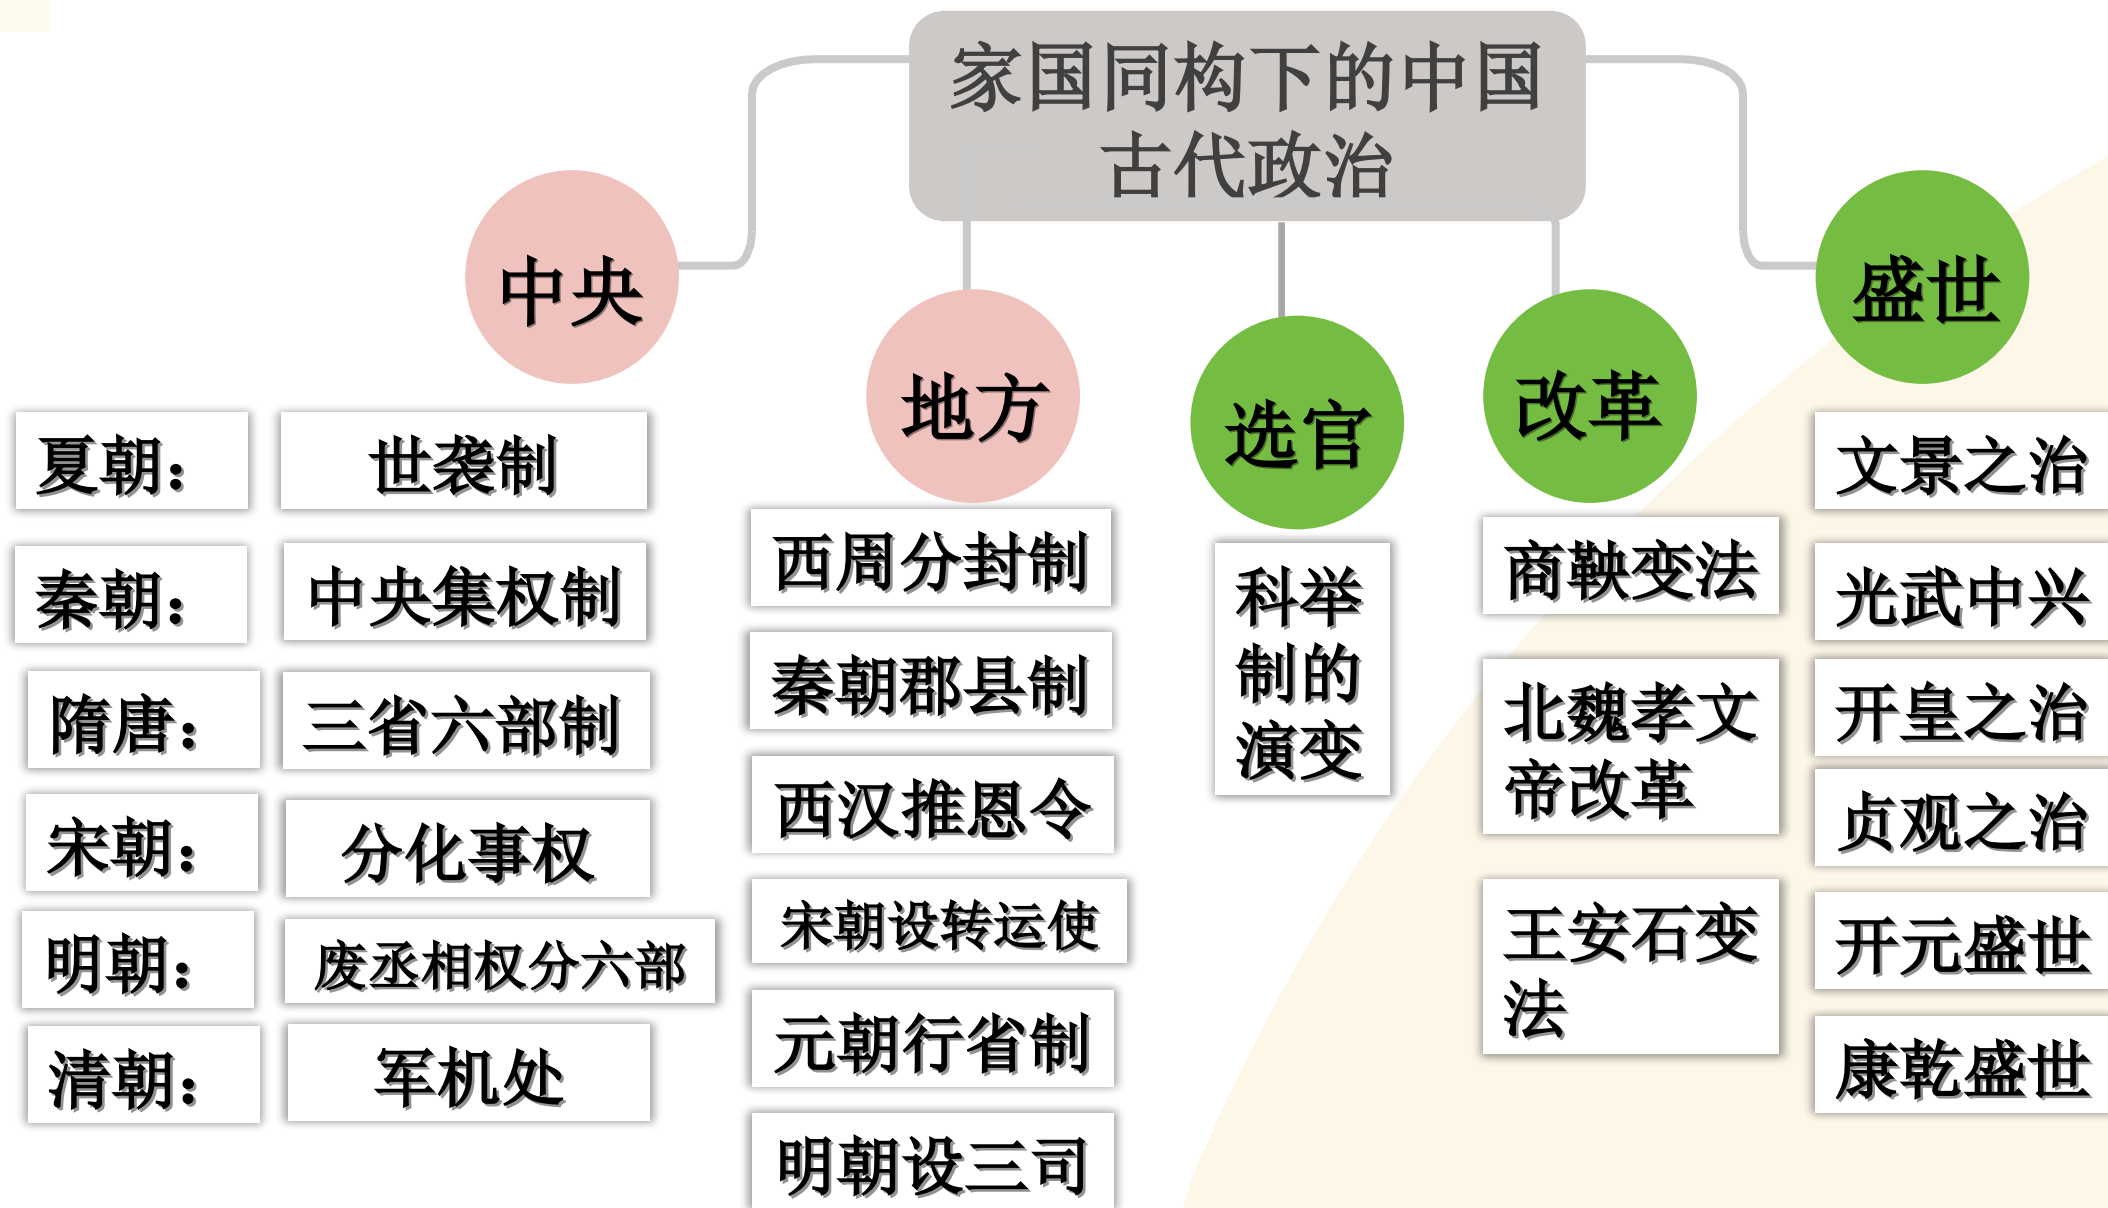 家国同构下的中国
古代政治
中央
夏朝：
世袭制
秦朝：
中央集权制
隋唐：
三省六部制
宋朝：
分化事权
明朝：
废丞相权分六部
清朝：
军机处
地方
西周分封制
秦朝郡县制
西汉推恩令
宋朝设转运使
元朝行省制
明朝设三司
选官
科举
制的
演变
改革
商鞅变法
北魏孝文
帝改革
王安石变
法
盛世
文景之治
光武中兴
开皇之治
贞观之治
开元盛世
康乾盛世